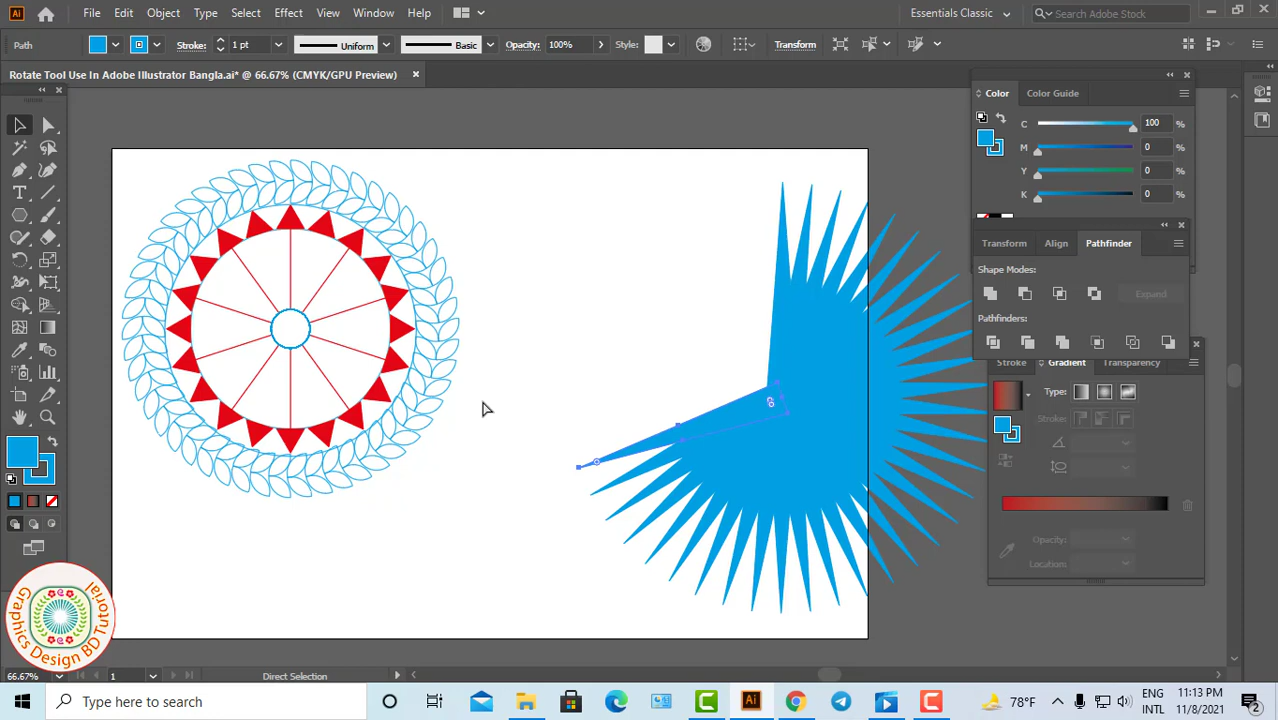 Ai File Edit Object Type Select Effect View Window Help Essentials Classic Search Adobe Stock
Path Stroke: 1 pt Uniform Basic Opacity: 100% Style: Transform
Rotate Tool Use In Adobe Illustrator Bangla.ai* @ 66.67% (CMYK/GPU Preview)
Color Color Guide
C 100 %
M 0 %
Y 0 %
K 0 %
Transform Align Pathfinder
Shape Modes:
Expand
Pathfinders:
Stroke Gradient Transparency
Type:
Stroke:
Opacity:
Location:
Graphics Design BD Tutorial
66.67% 1 Direct Selection
Type here to search
Ai
78°F ENG 11:13 PM
INTL 11/8/2021 2